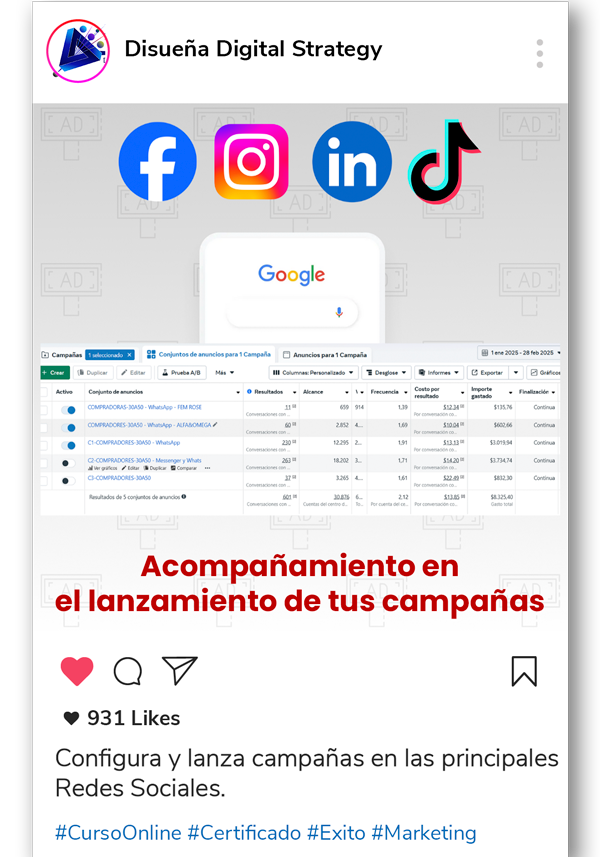 Disueña Digital Strategy
AD AD AD AD
AD AD
Google
AD AD
Campañas 1 seleccionado × Conjuntos de anuncios para 1 Campaña Anuncios para 1 Campaña 1 ene 2025 - 28 feb 2025
+ Crear Duplicar Editar Prueba A/B Más Columnas: Personalizado Desglose Informes Exportar Gráficos
Activo Conjunto de anuncios Resultados Alcance Frecuencia Costo por resultado Importe gastado Finalización
COMPRADORAS-30A50 - WhatsApp - FEM ROSE 11 659 914 1,39 $12,34 $135,76 Continua
Conversaciones con ... Por conversación co...
COMPRADORES-30A50 - WhatsApp - ALFA&OMEGA 60 2.852 4... 1,69 $10,04 $602,66 Continua
Conversaciones con ... Por conversación co...
C1-COMPRADORES-30A50 - WhatsApp 230 12.295 2... 1,91 $13,13 $3.019,94 Continua
Conversaciones con ... Por conversación co...
C2-COMPRADORES-30A50 - Messenger y Whats 263 18.202 3... 1,71 $14,20 $3.734,74 Continua
Ver gráficos Editar Duplicar Comparar ... Conversaciones con ... Por conversación co...
C3-COMPRADORES-30A50 37 3.265 4... 1,61 $22,49 $832,30 Continua
Conversaciones con ... Por conversación co...
Resultados de 5 conjuntos de anuncios 601 30.876 6... 2,12 $13,85 $8.325,40
Conversaciones con ... Cuentas del centro d... To... Por cuenta del ce... Por conversación co... Gasto total
Acompañamiento en
el lanzamiento de tus campañas
931 Likes
Configura y lanza campañas en las principales
Redes Sociales.
#CursoOnline #Certificado #Exito #Marketing